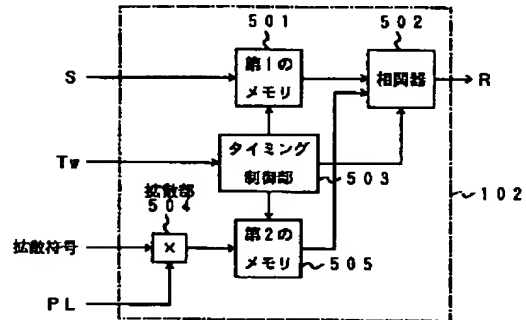 501
502
S
第1の
メモリ
相関器
R
Tw
タイミング
制御部
503
拡散部
504
102
拡散符号
×
第2の
メモリ
505
PL